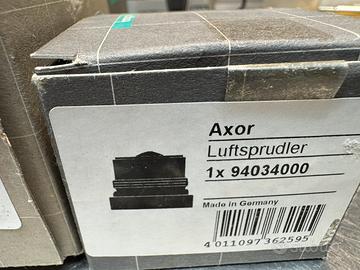 Axor
Luftsprudler
1x 94034000
Made in Germany
4 011097 362595